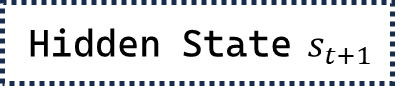 Hidden State $s_{t+1}$